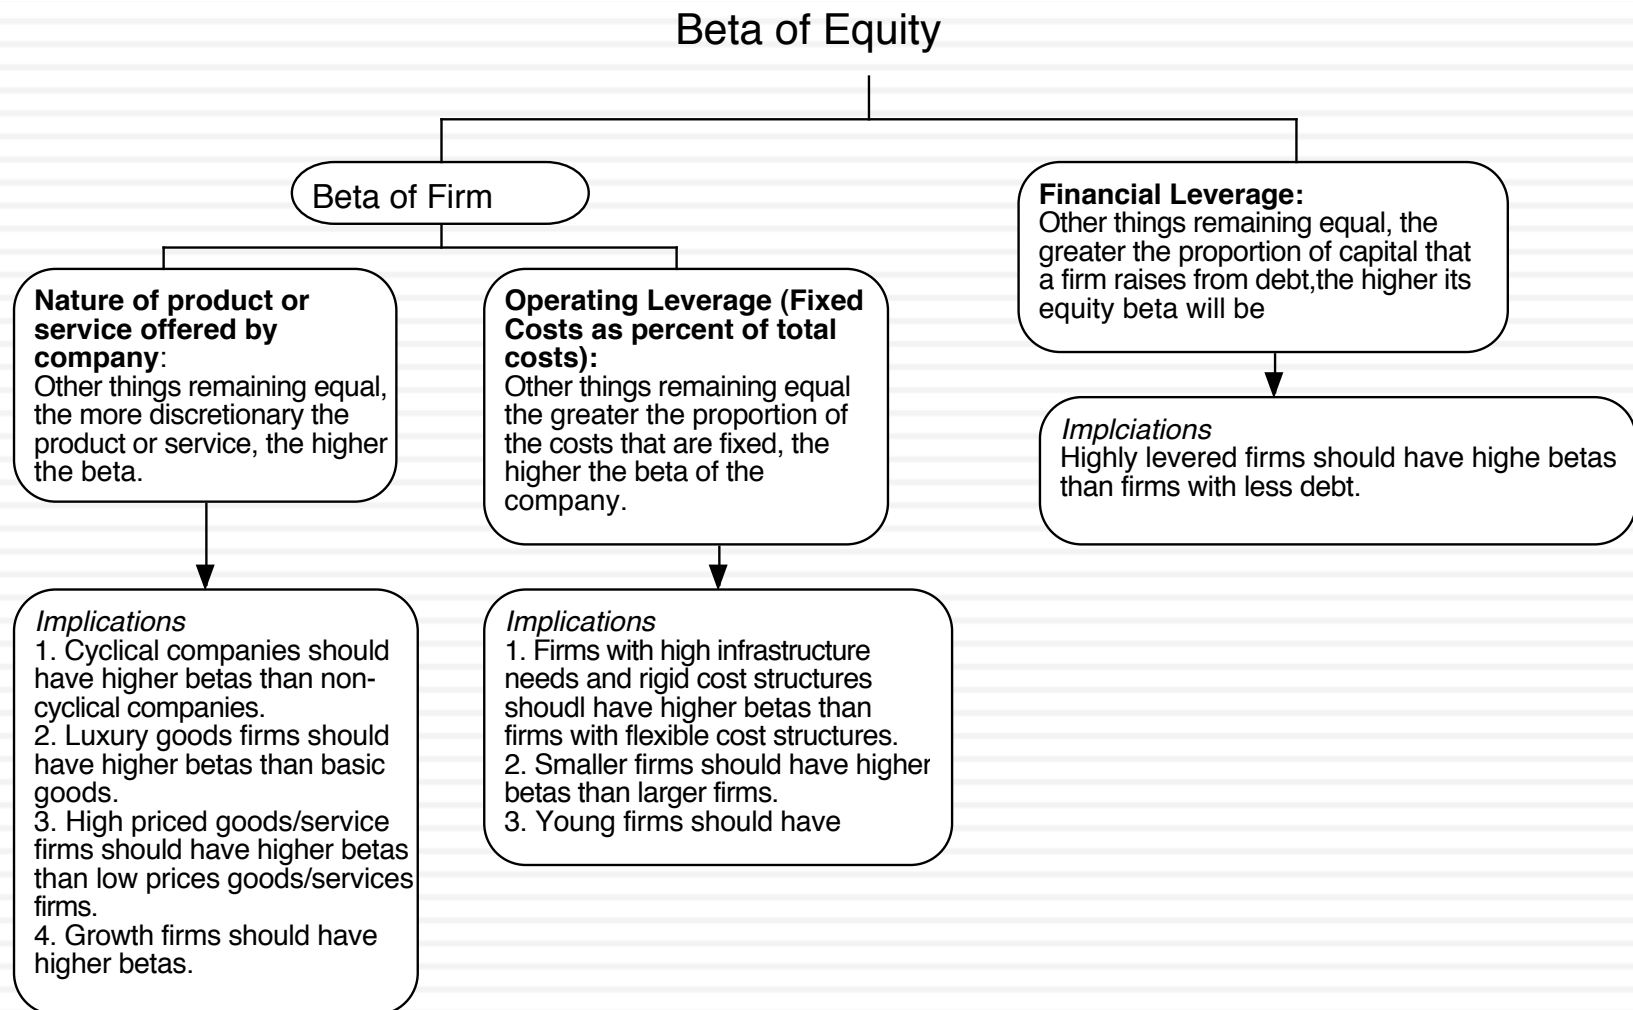 Beta of Equity
Beta of Firm
Nature of product or
service offered by
company:
Other things remaining equal,
the more discretionary the
product or service, the higher
the beta.
Operating Leverage (Fixed
Costs as percent of total
costs):
Other things remaining equal
the greater the proportion of
the costs that are fixed, the
higher the beta of the
company.
Financial Leverage:
Other things remaining equal, the
greater the proportion of capital that
a firm raises from debt,the higher its
equity beta will be
Implications
1. Cyclical companies should
have higher betas than non-
cyclical companies.
2. Luxury goods firms should
have higher betas than basic
goods.
3. High priced goods/service
firms should have higher betas
than low prices goods/services
firms.
4. Growth firms should have
higher betas.
Implications
1. Firms with high infrastructure
needs and rigid cost structures
shoudl have higher betas than
firms with flexible cost structures.
2. Smaller firms should have higher
betas than larger firms.
3. Young firms should have
Implciations
Highly levered firms should have highe betas
than firms with less debt.